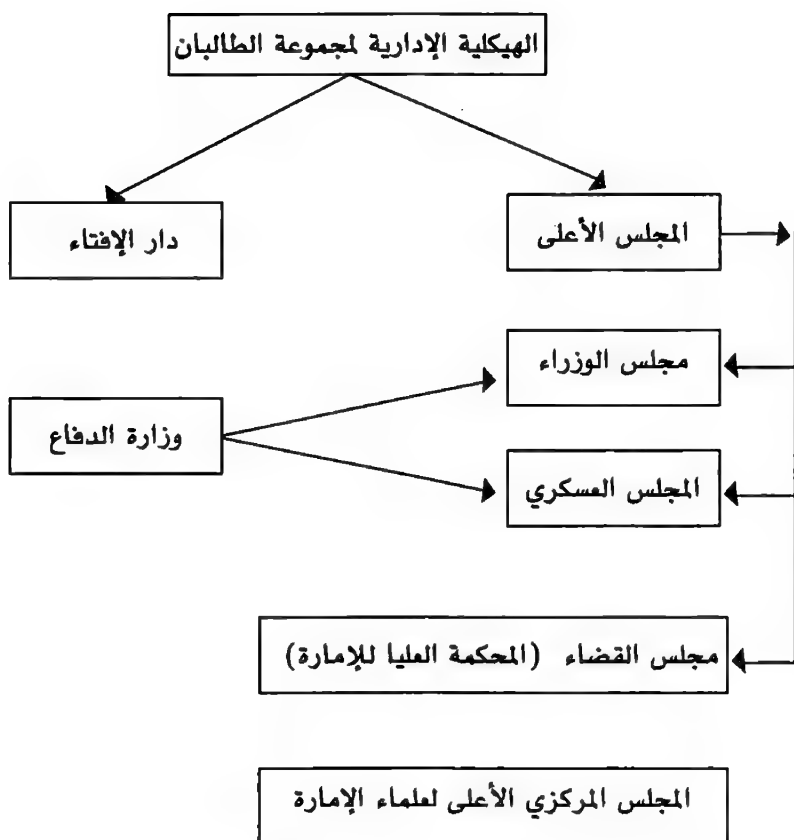 الهيكلية الإدارية لمجموعة الطالبان
المجلس الأعلى
دار الإفتاء
مجلس الوزراء
وزارة الدفاع
المجلس العسكري
مجلس القضاء (المحكمة العليا للإمارة)
المجلس المركزي الأعلى لعلماء الإمارة